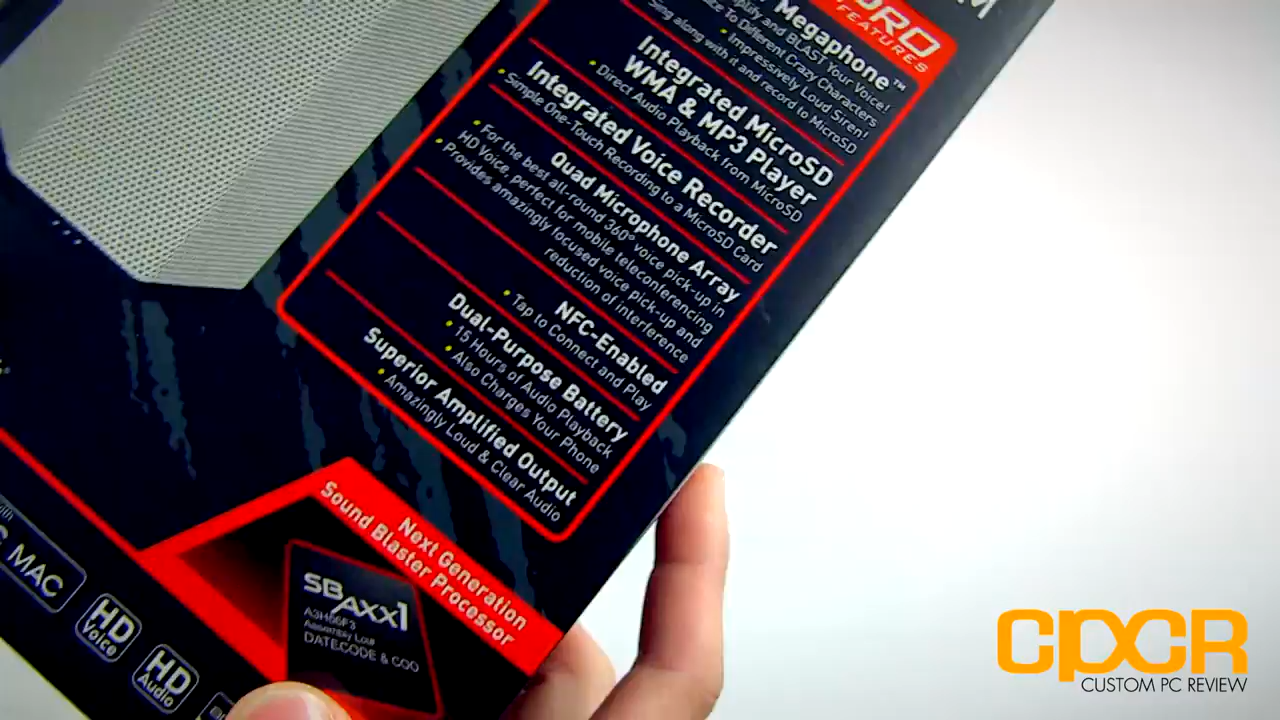 M
PRO
FEATURES
Megaphone™
and BLAST Your Voice!
To Different Crazy Characters
• Impressively Loud Siren!
Sing along with it and record to MicroSD
Integrated MicroSD
WMA & MP3 Player
• Direct Audio Playback from MicroSD
Integrated Voice Recorder
• Simple One-Touch Recording to a MicroSD Card
Quad Microphone Array
• For the best all-round 360° voice pick-up in
HD Voice, perfect for mobile teleconferencing
• Provides amazingly focused voice pick-up and
reduction of interference
NFC-Enabled
• Tap to Connect and Play
Dual-Purpose Battery
• 15 Hours of Audio Playback
• Also Charges Your Phone
Superior Amplified Output
• Amazingly Loud & Clear Audio
Next Generation
Sound Blaster Processor
SBAXX1
Assembly Lot#
DATECODE & COO
MAC
HD
Voice
HD
Audio
CPCR
CUSTOM PC REVIEW